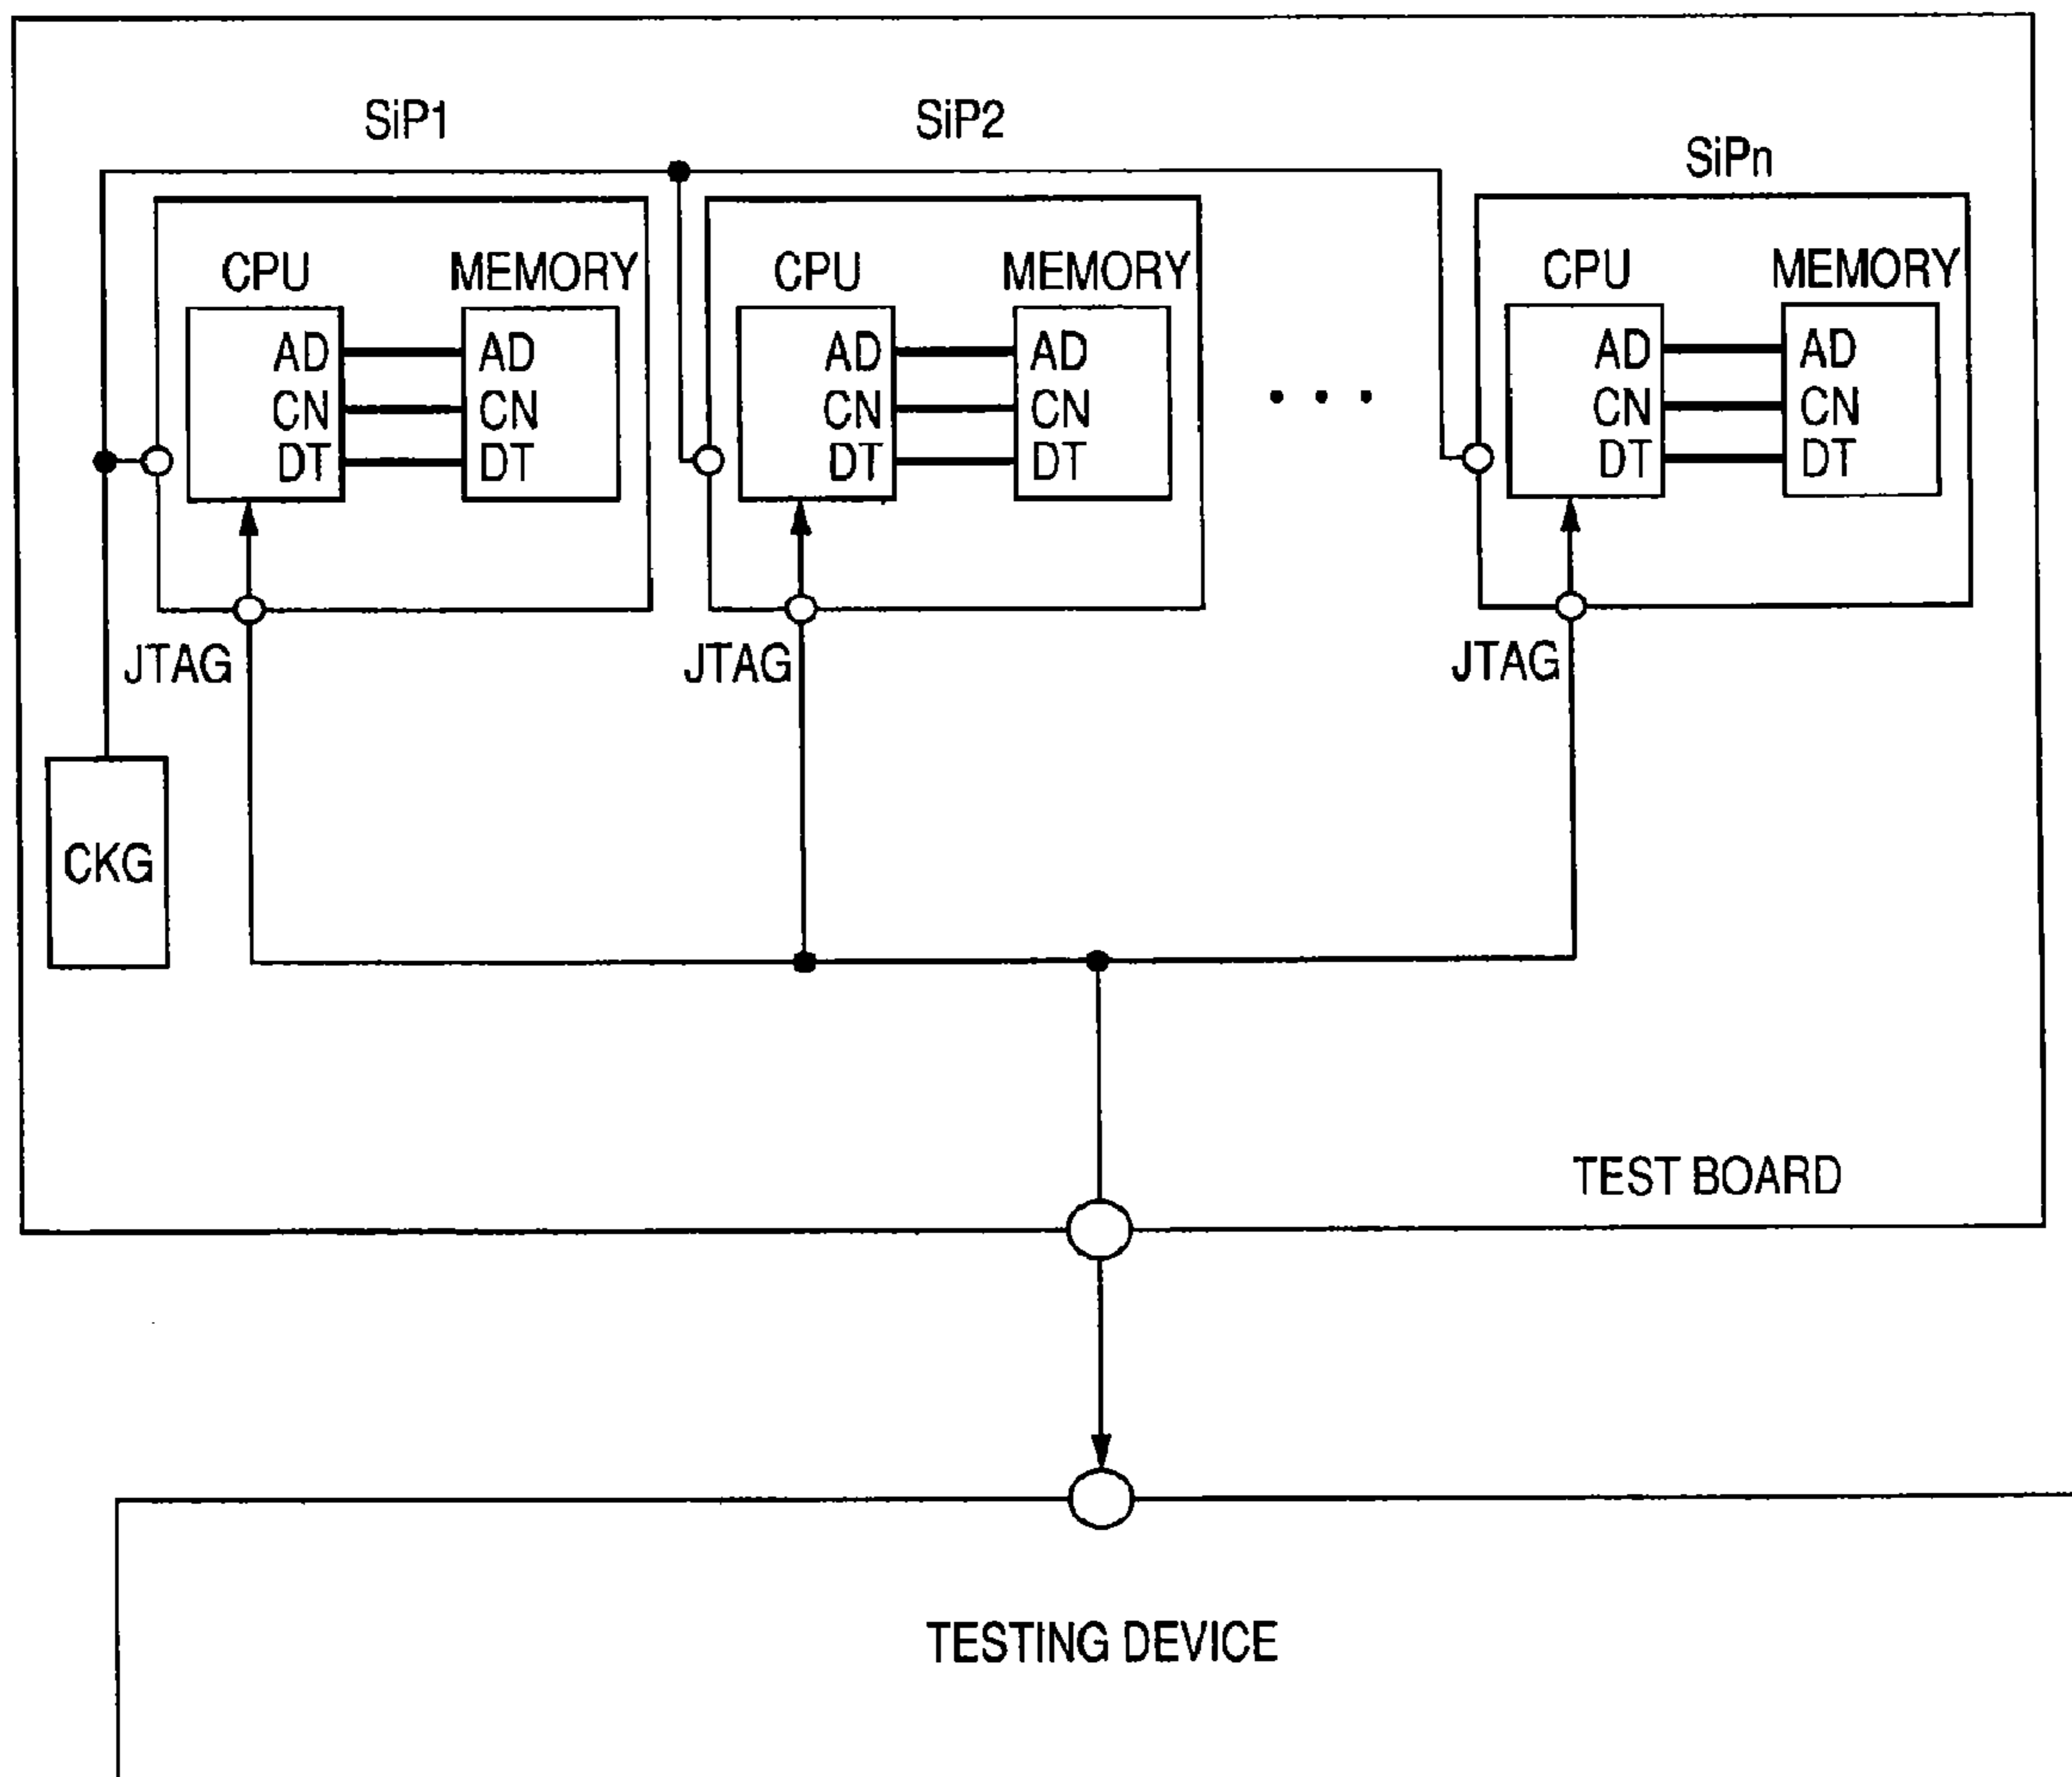 SiP1
SiP2
SiPn
CPU MEMORY
AD AD
CN CN
DT DT
JTAG
CPU MEMORY
AD AD
CN CN
DT DT
JTAG
. . .
CPU MEMORY
AD AD
CN CN
DT DT
JTAG
CKG
TEST BOARD
TESTING DEVICE